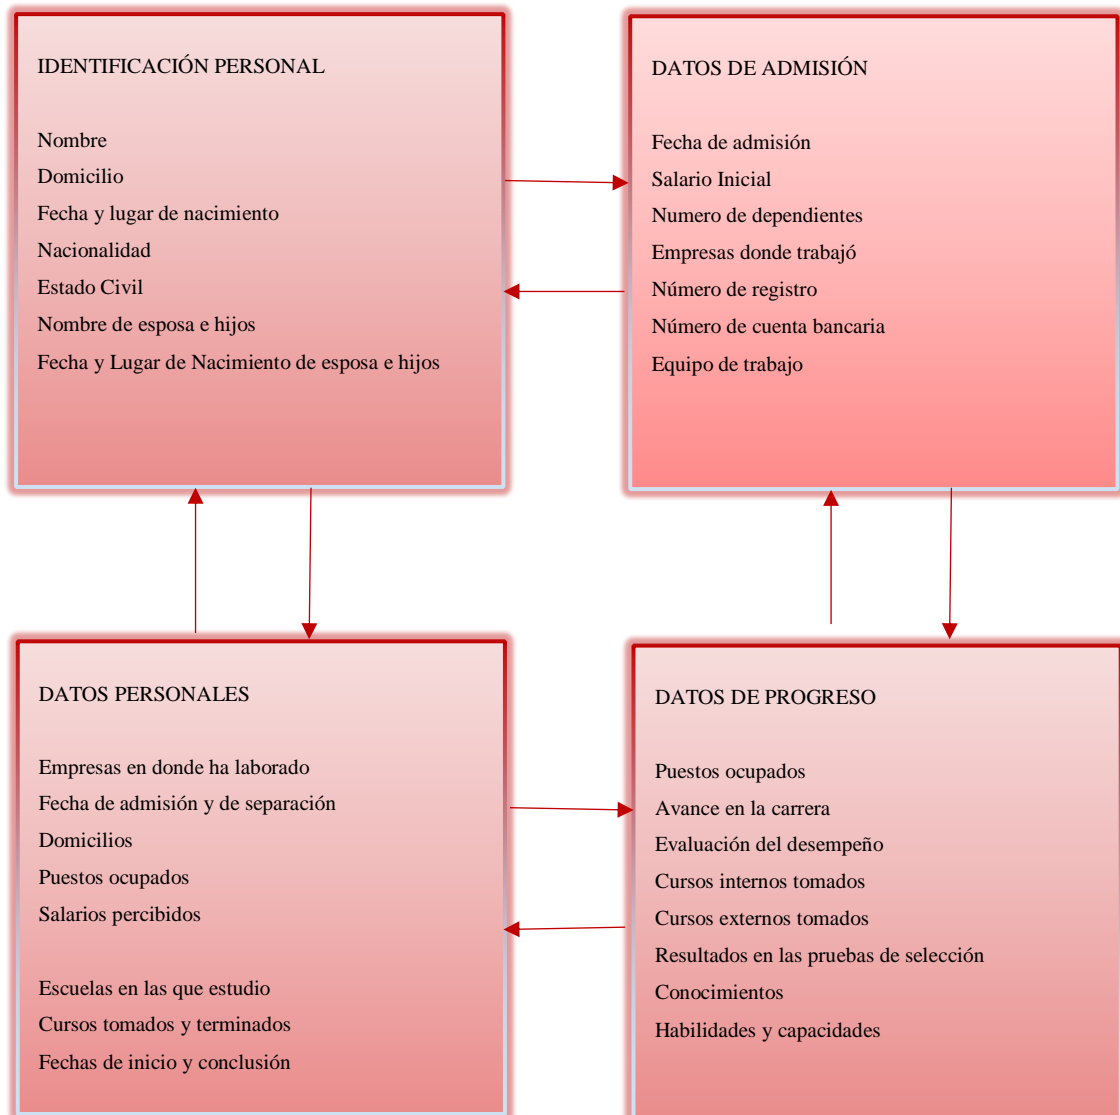 IDENTIFICACIÓN PERSONAL
Nombre
Domicilio
Fecha y lugar de nacimiento
Nacionalidad
Estado Civil
Nombre de esposa e hijos
Fecha y Lugar de Nacimiento de esposa e hijos
DATOS DE ADMISIÓN
Fecha de admisión
Salario Inicial
Numero de dependientes
Empresas donde trabajó
Número de registro
Número de cuenta bancaria
Equipo de trabajo
DATOS PERSONALES
Empresas en donde ha laborado
Fecha de admisión y de separación
Domicilios
Puestos ocupados
Salarios percibidos
Escuelas en las que estudio
Cursos tomados y terminados
Fechas de inicio y conclusión
DATOS DE PROGRESO
Puestos ocupados
Avance en la carrera
Evaluación del desempeño
Cursos internos tomados
Cursos externos tomados
Resultados en las pruebas de selección
Conocimientos
Habilidades y capacidades